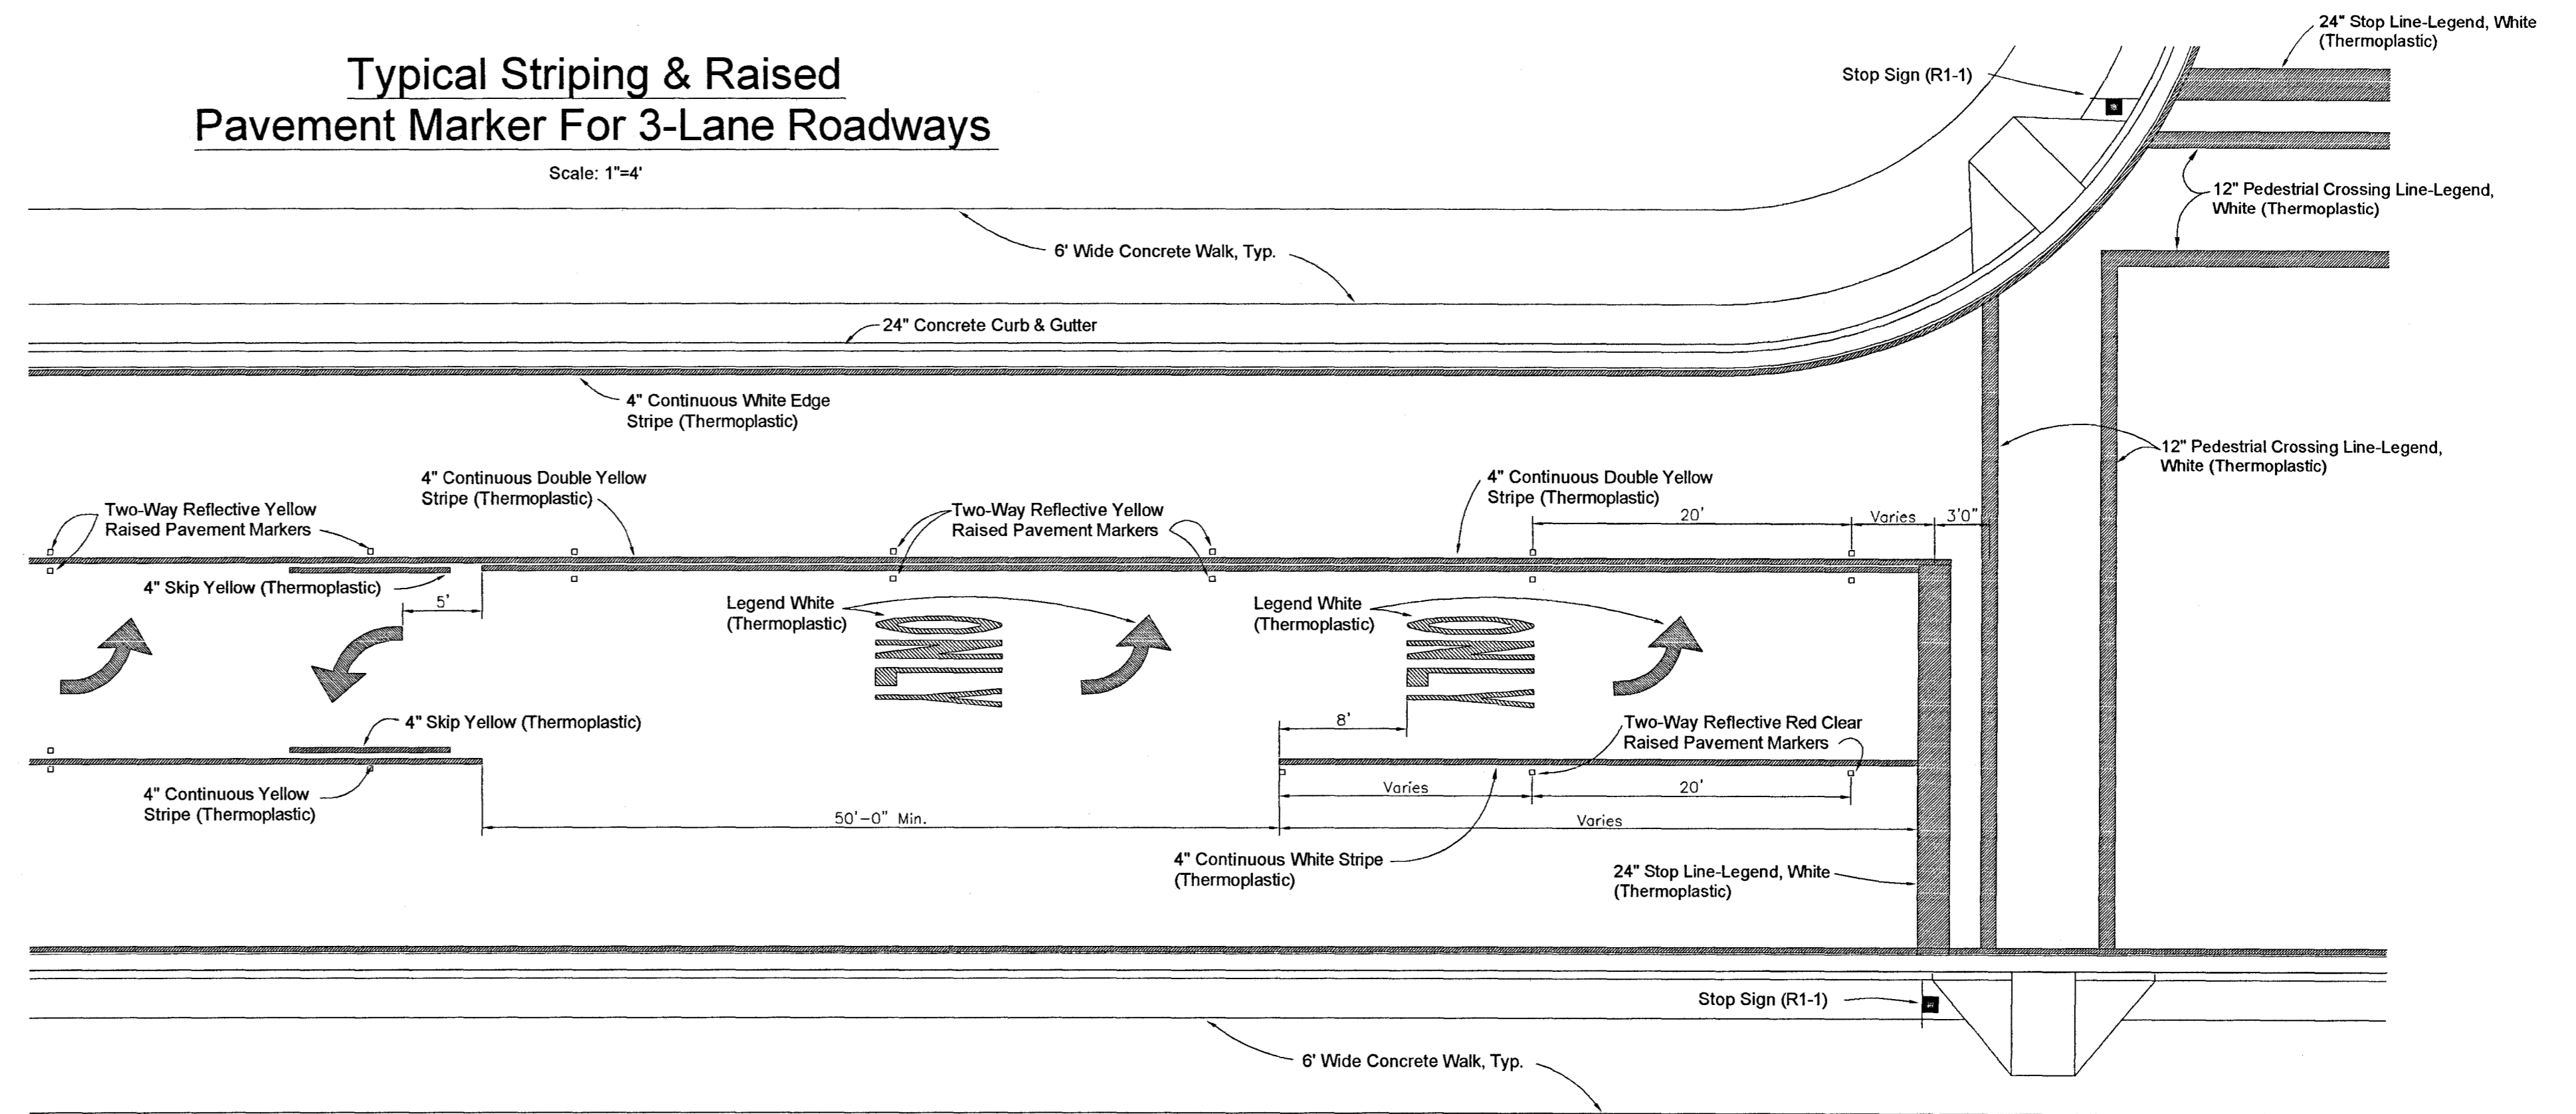 Typical Striping & Raised
Pavement Marker For 3-Lane Roadways
Scale: 1"=4'
24" Stop Line-Legend, White
(Thermoplastic)
Stop Sign (R1-1)
12" Pedestrial Crossing Line-Legend,
White (Thermoplastic)
6' Wide Concrete Walk, Typ.
24" Concrete Curb & Gutter
4" Continuous White Edge
Stripe (Thermoplastic)
12" Pedestrial Crossing Line-Legend,
White (Thermoplastic)
4" Continuous Double Yellow
Stripe (Thermoplastic)
4" Continuous Double Yellow
Stripe (Thermoplastic)
Two-Way Reflective Yellow
Raised Pavement Markers
Two-Way Reflective Yellow
Raised Pavement Markers
20'
Varies
3'0"
4" Skip Yellow (Thermoplastic)
5'
Legend White
(Thermoplastic)
ONLY
Legend White
(Thermoplastic)
ONLY
4" Skip Yellow (Thermoplastic)
8'
Two-Way Reflective Red Clear
Raised Pavement Markers
4" Continuous Yellow
Stripe (Thermoplastic)
Varies
20'
50'-0" Min.
Varies
4" Continuous White Stripe
(Thermoplastic)
24" Stop Line-Legend, White
(Thermoplastic)
Stop Sign (R1-1)
6' Wide Concrete Walk, Typ.